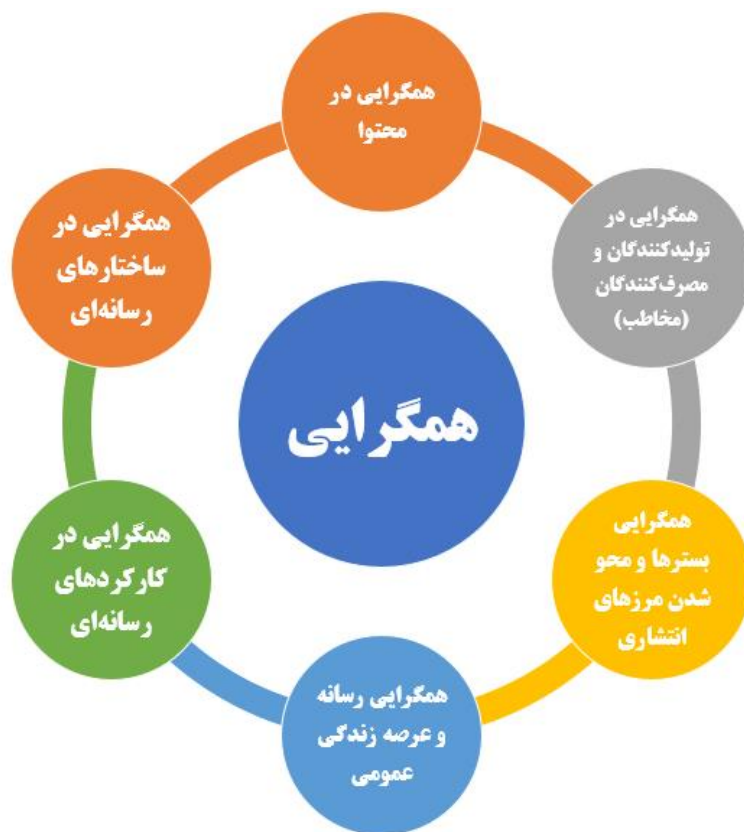 همگرایی در
محتوا
همگرایی در
تولیدکنندگان و
مصرف‌کنندگان
(مخاطب)
همگرایی
بسترها و محو
شدن مرزهای
انتشاری
همگرایی رسانه
و عرصه زندگی
عمومی
همگرایی در
کارکردهای
رسانه‌ای
همگرایی در
ساختارهای
رسانه‌ای
همگرایی